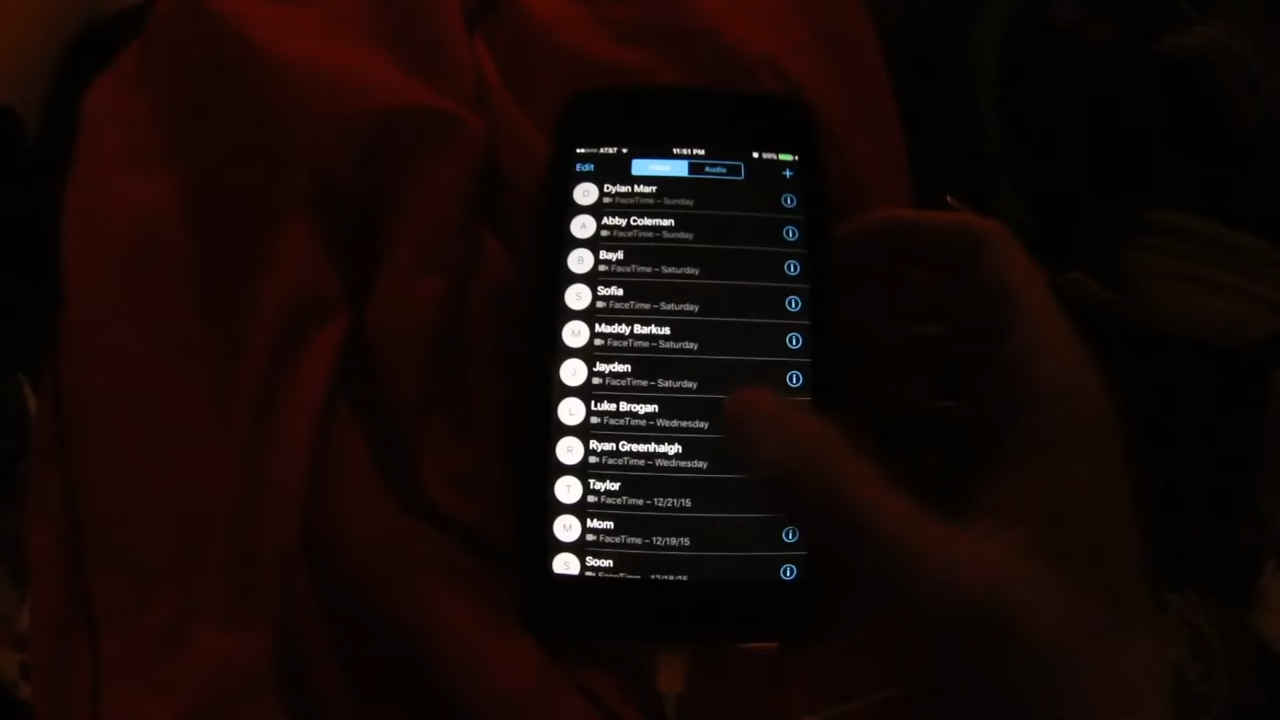 AT&T 11:51 PM 99%
Edit Audio +
D Dylan Marr
FaceTime – Sunday
A Abby Coleman
FaceTime – Sunday
B Bayli
FaceTime – Saturday
S Sofia
FaceTime – Saturday
M Maddy Barkus
FaceTime – Saturday
J Jayden
FaceTime – Saturday
L Luke Brogan
FaceTime – Wednesday
R Ryan Greenhalgh
FaceTime – Wednesday
T Taylor
FaceTime – 12/21/15
M Mom
FaceTime – 12/19/15
S Soon